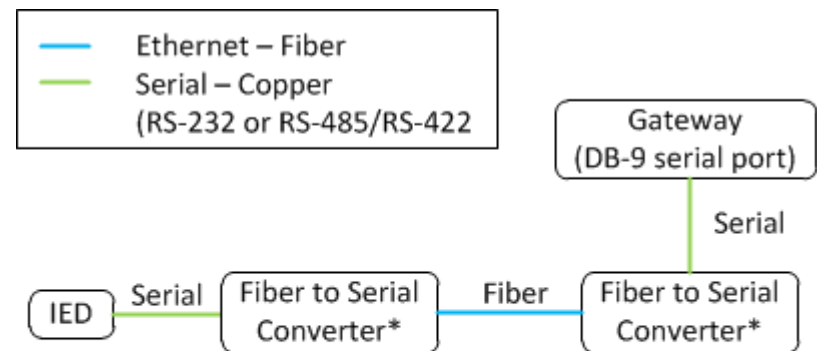 Ethernet – Fiber
Serial – Copper
(RS-232 or RS-485/RS-422
Gateway
(DB-9 serial port)
Serial
IED
Serial
Fiber to Serial
Converter*
Fiber
Fiber to Serial
Converter*